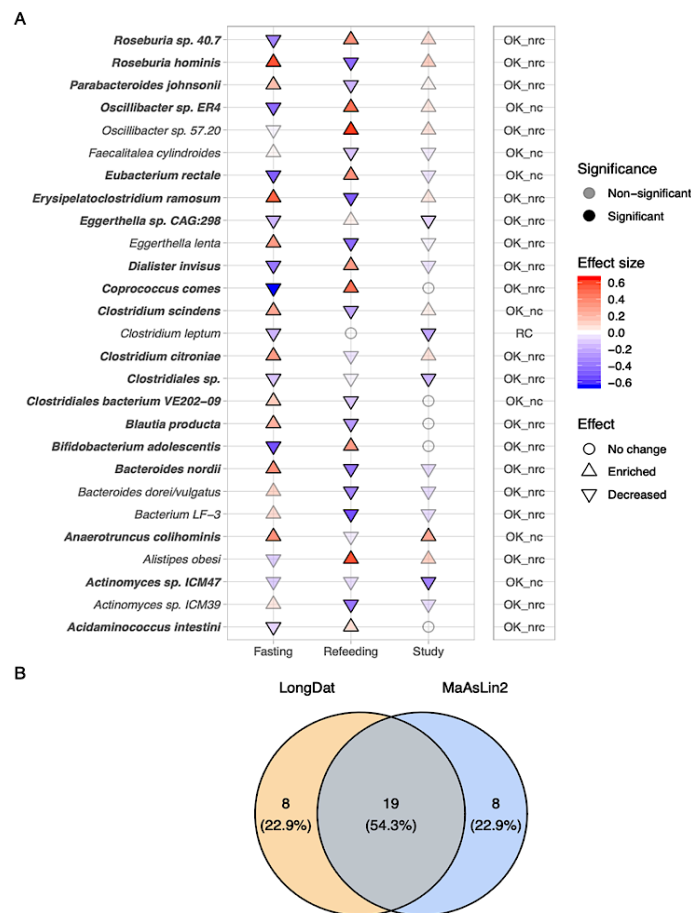 A
Roseburia sp. 40.7 OK_nrc
Roseburia hominis OK_nrc
Parabacteroides johnsonii OK_nrc
Oscillibacter sp. ER4 OK_nc
Oscillibacter sp. 57.20 OK_nrc
Faecalitalea cylindroides OK_nc
Eubacterium rectale OK_nrc
Erysipelatoclostridium ramosum OK_nrc
Eggerthella sp. CAG:298 OK_nc
Eggerthella lenta OK_nrc
Dialister invisus OK_nrc
Coprococcus comes OK_nrc
Clostridium scindens OK_nc
Clostridium leptum RC
Clostridium citroniae OK_nrc
Clostridiales sp. OK_nrc
Clostridiales bacterium VE202−09 OK_nc
Blautia producta OK_nrc
Bifidobacterium adolescentis OK_nrc
Bacteroides nordii OK_nrc
Bacteroides dorei/vulgatus OK_nrc
Bacterium LF−3 OK_nrc
Anaerotruncus colihominis OK_nc
Alistipes obesi OK_nrc
Actinomyces sp. ICM47 OK_nc
Actinomyces sp. ICM39 OK_nrc
Acidaminococcus intestini OK_nrc
Fasting Refeeding Study
Significance
Non−significant
Significant
Effect size
0.6
0.4
0.2
0.0
−0.2
−0.4
−0.6
Effect
No change
Enriched
Decreased
B
LongDat MaAsLin2
8 19 8
(22.9%) (54.3%) (22.9%)